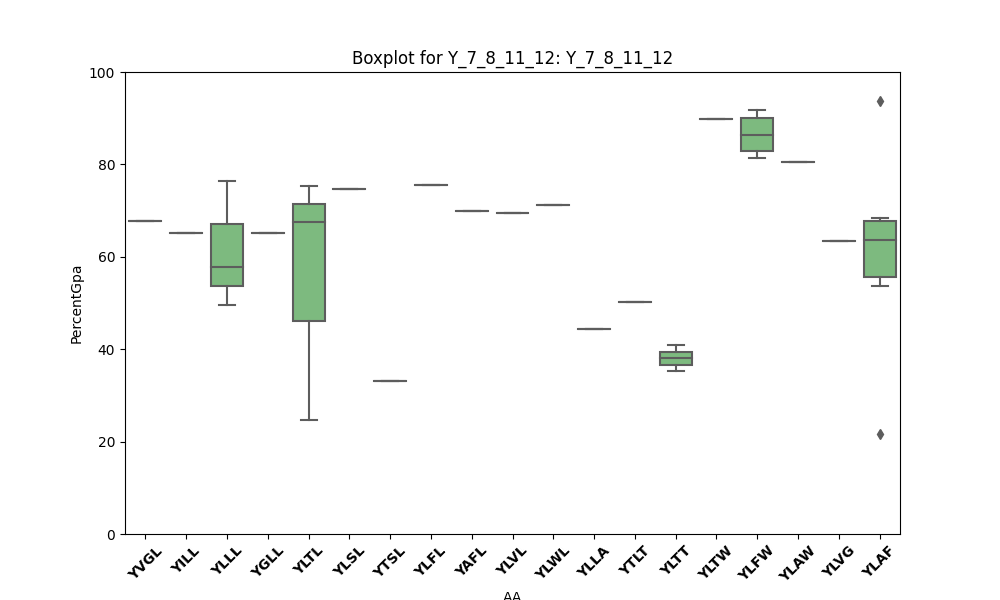 Boxplot for Y_7_8_11_12: Y_7_8_11_12
100
80
60
40
20
0
PercentGpa
YVGL YILL YLLL YGLL YLTL YLSL YTSL YLFL YAFL YLVL YLWL YLLA YTLT YLTT YLTW YLFW YLAW YLVG YLAF
AA